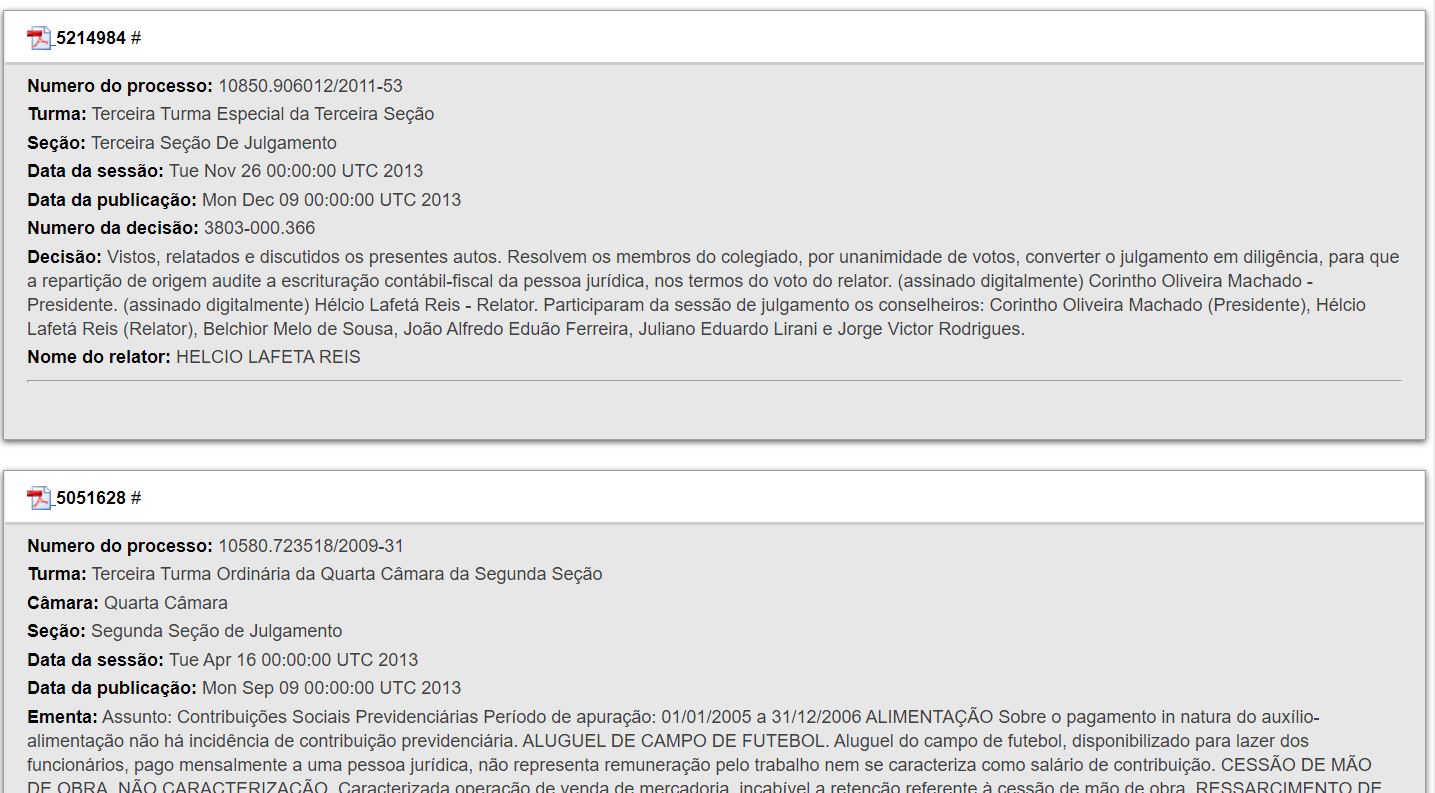 5214984 #
Numero do processo: 10850.906012/2011-53
Turma: Terceira Turma Especial da Terceira Seção
Seção: Terceira Seção De Julgamento
Data da sessão: Tue Nov 26 00:00:00 UTC 2013
Data da publicação: Mon Dec 09 00:00:00 UTC 2013
Numero da decisão: 3803-000.366
Decisão: Vistos, relatados e discutidos os presentes autos. Resolvem os membros do colegiado, por unanimidade de votos, converter o julgamento em diligência, para que
a repartição de origem audite a escrituração contábil-fiscal da pessoa jurídica, nos termos do voto do relator. (assinado digitalmente) Corintho Oliveira Machado -
Presidente. (assinado digitalmente) Hélcio Lafetá Reis - Relator. Participaram da sessão de julgamento os conselheiros: Corintho Oliveira Machado (Presidente), Hélcio
Lafetá Reis (Relator), Belchior Melo de Sousa, João Alfredo Eduão Ferreira, Juliano Eduardo Lirani e Jorge Victor Rodrigues.
Nome do relator: HELCIO LAFETA REIS
5051628 #
Numero do processo: 10580.723518/2009-31
Turma: Terceira Turma Ordinária da Quarta Câmara da Segunda Seção
Câmara: Quarta Câmara
Seção: Segunda Seção de Julgamento
Data da sessão: Tue Apr 16 00:00:00 UTC 2013
Data da publicação: Mon Sep 09 00:00:00 UTC 2013
Ementa: Assunto: Contribuições Sociais Previdenciárias Período de apuração: 01/01/2005 a 31/12/2006 ALIMENTAÇÃO Sobre o pagamento in natura do auxílio-
alimentação não há incidência de contribuição previdenciária. ALUGUEL DE CAMPO DE FUTEBOL. Aluguel do campo de futebol, disponibilizado para lazer dos
funcionários, pago mensalmente a uma pessoa jurídica, não representa remuneração pelo trabalho nem se caracteriza como salário de contribuição. CESSÃO DE MÃO
DE OBRA. NÃO CARACTERIZAÇÃO. Caracterizada operação de venda de mercadoria, incabível a retenção referente à cessão de mão de obra. RESSARCIMENTO DE